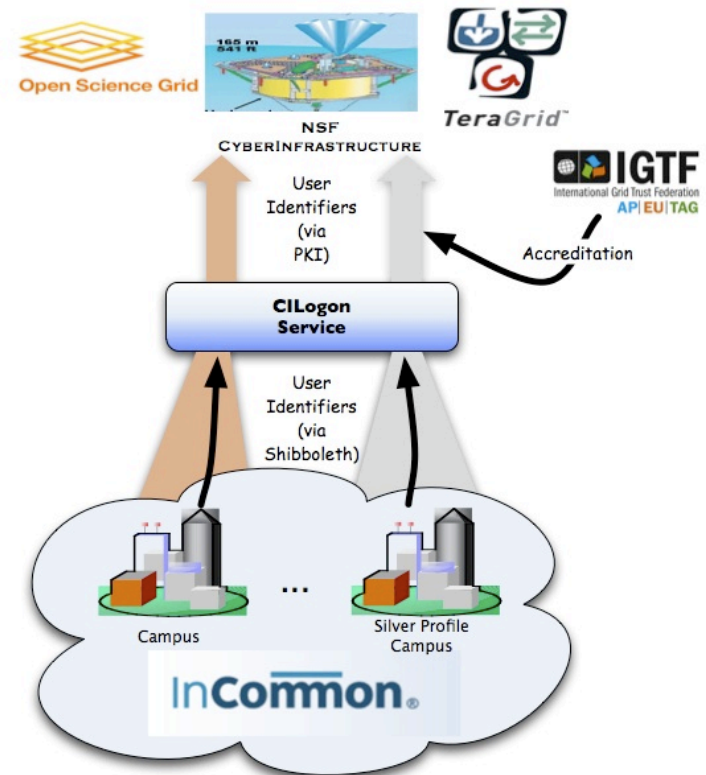 165 m
541 ft
Open Science Grid
TeraGrid™
NSF
CYBERINFRASTRUCTURE
IGTF
International Grid Trust Federation
AP|EU|TAG
User
Identifiers
(via
PKI)
Accreditation
CILogon
Service
User
Identifiers
(via
Shibboleth)
...
Campus
Silver Profile
Campus
InCommon®